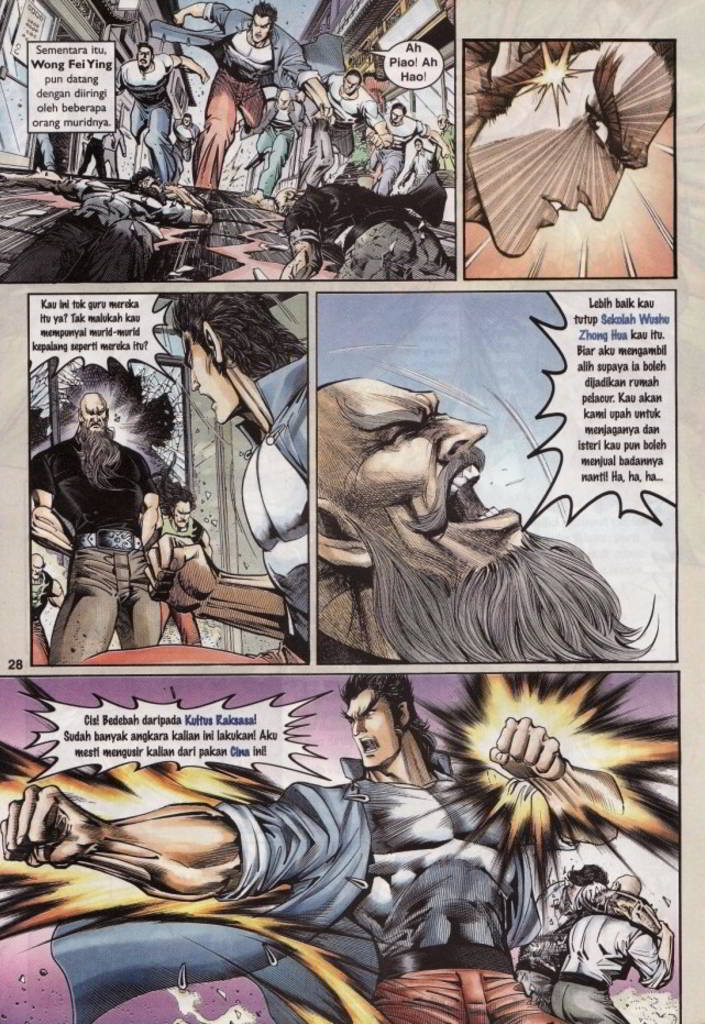 Sementara itu,
Wong Fei Ying
pun datang
dengan diiringi
oleh beberapa
orang muridnya.
Ah
Piao! Ah
Hao!
Kau ini tok guru mereka
itu ya? Tak malukah kau
mempunyai murid-murid
kepalang seperti mereka itu?
Lebih baik kau
tutup Sekolah Wushu
Zhong Hua kau itu.
Biar aku mengambil
alih supaya ia boleh
dijadikan rumah
pelacur. Kau akan
kami upah untuk
menjaganya dan
isteri kau pun boleh
menjual badannya
nanti! Ha, ha, ha...
28
Cis! Bedebah daripada Kultus Raksasa!
Sudah banyak angkara kalian ini lakukan! Aku
mesti mengusir kalian dari pakan Cina ini!